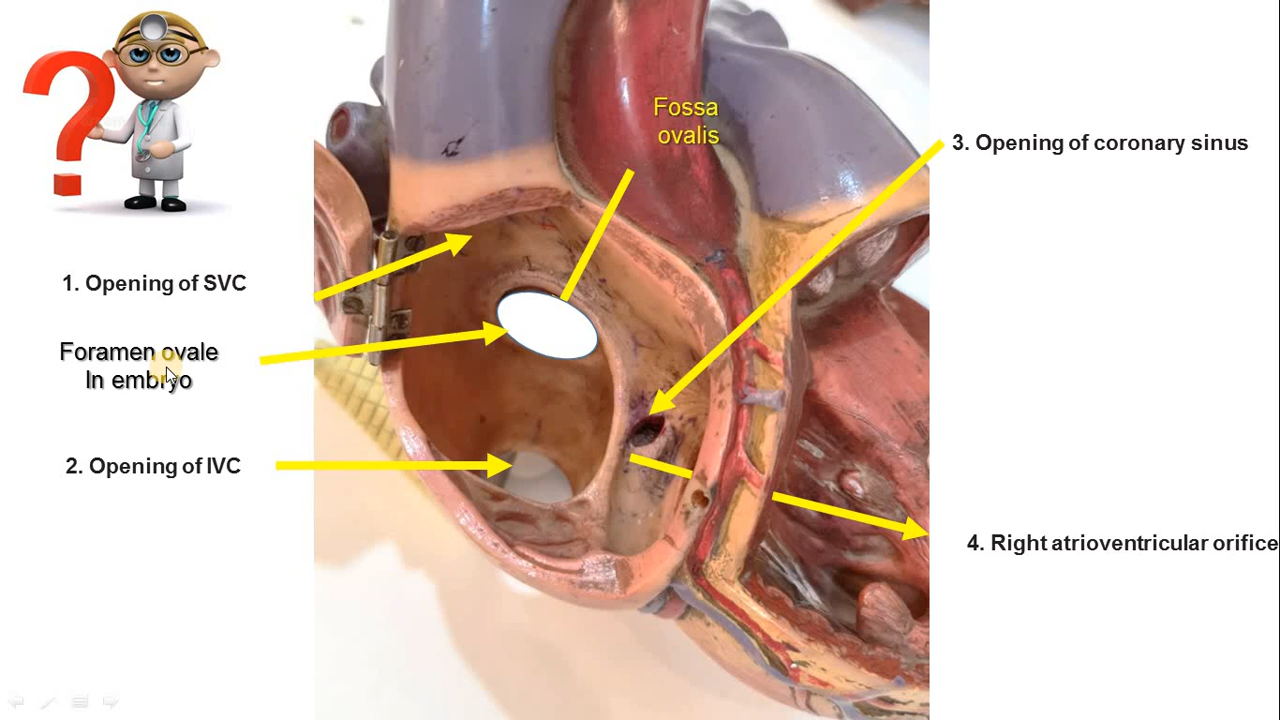 Fossa
ovalis
3. Opening of coronary sinus
1. Opening of SVC
Foramen ovale
In embryo
2. Opening of IVC
4. Right atrioventricular orifice